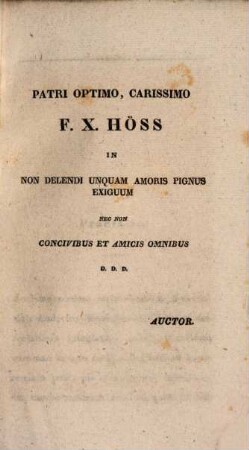 PATRI OPTIMO, CARISSIMO
F. X. HÖSS
IN
NON DELENDI UNQUAM AMORIS PIGNUS
EXIGUUM
NEC NON
CONCIVIBUS ET AMICIS OMNIBUS
D. D. D.
AUCTOR.